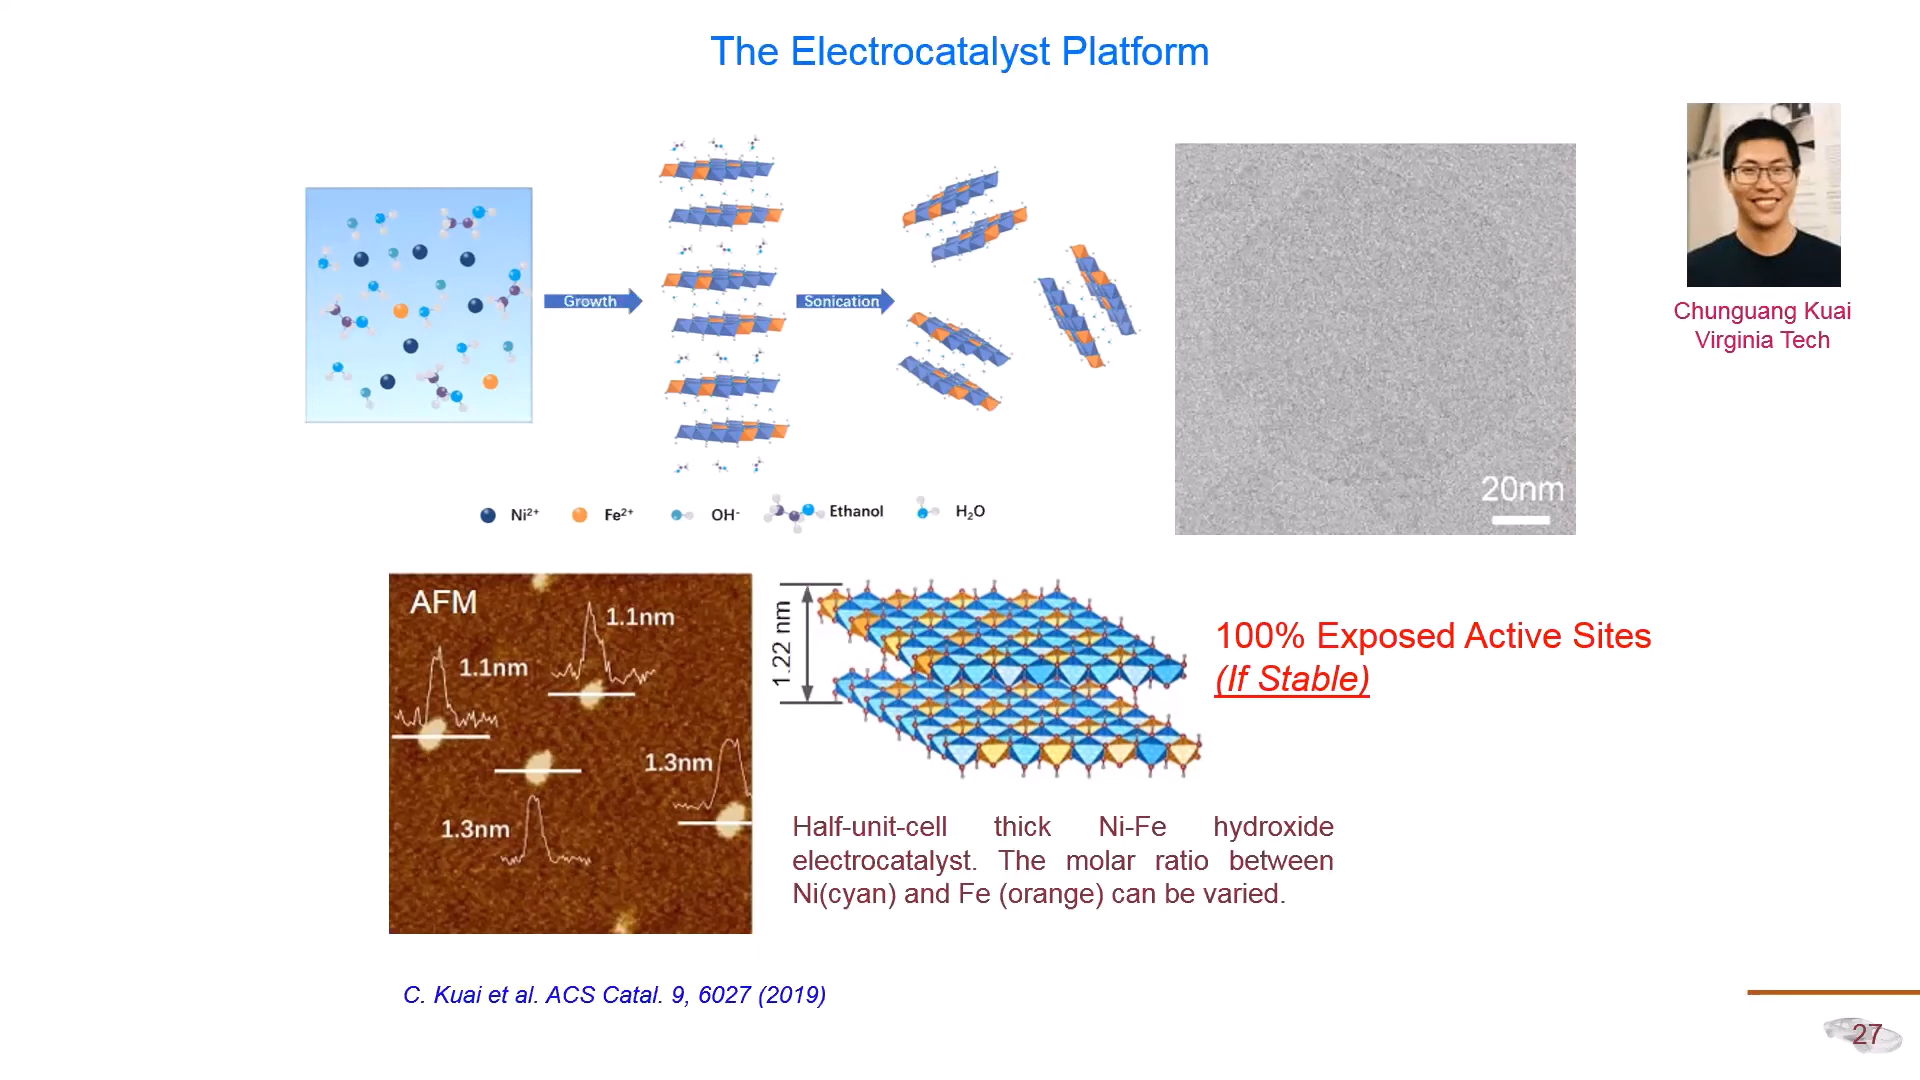 The Electrocatalyst Platform
Growth
Sonication
Ni²⁺
Fe²⁺
OH⁻
Ethanol
H₂O
20nm
Chunguang Kuai
Virginia Tech
AFM
1.1nm
1.1nm
1.3nm
1.3nm
1.22 nm
100% Exposed Active Sites
(If Stable)
Half-unit-cell thick Ni-Fe hydroxide
electrocatalyst. The molar ratio between
Ni(cyan) and Fe (orange) can be varied.
C. Kuai et al. ACS Catal. 9, 6027 (2019)
27